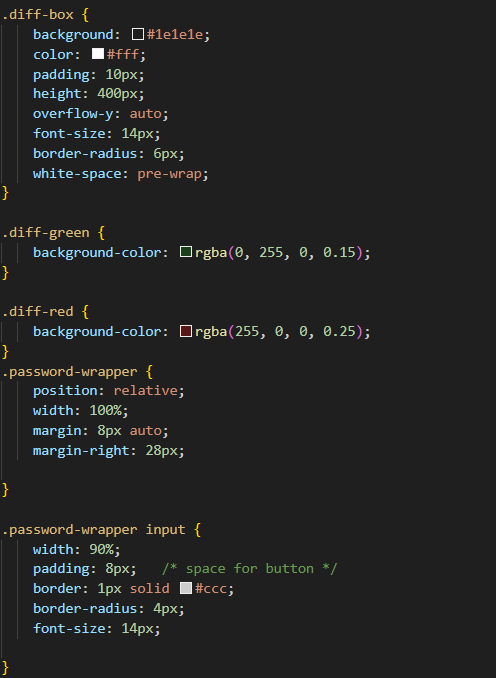 .diff-box {
    background: #1e1e1e;
    color: #fff;
    padding: 10px;
    height: 400px;
    overflow-y: auto;
    font-size: 14px;
    border-radius: 6px;
    white-space: pre-wrap;
}

.diff-green {
    background-color: rgba(0, 255, 0, 0.15);
}

.diff-red {
    background-color: rgba(255, 0, 0, 0.25);
}
.password-wrapper {
    position: relative;
    width: 100%;
    margin: 8px auto;
    margin-right: 28px;

}

.password-wrapper input {
    width: 90%;
    padding: 8px;   /* space for button */
    border: 1px solid #ccc;
    border-radius: 4px;
    font-size: 14px;

}